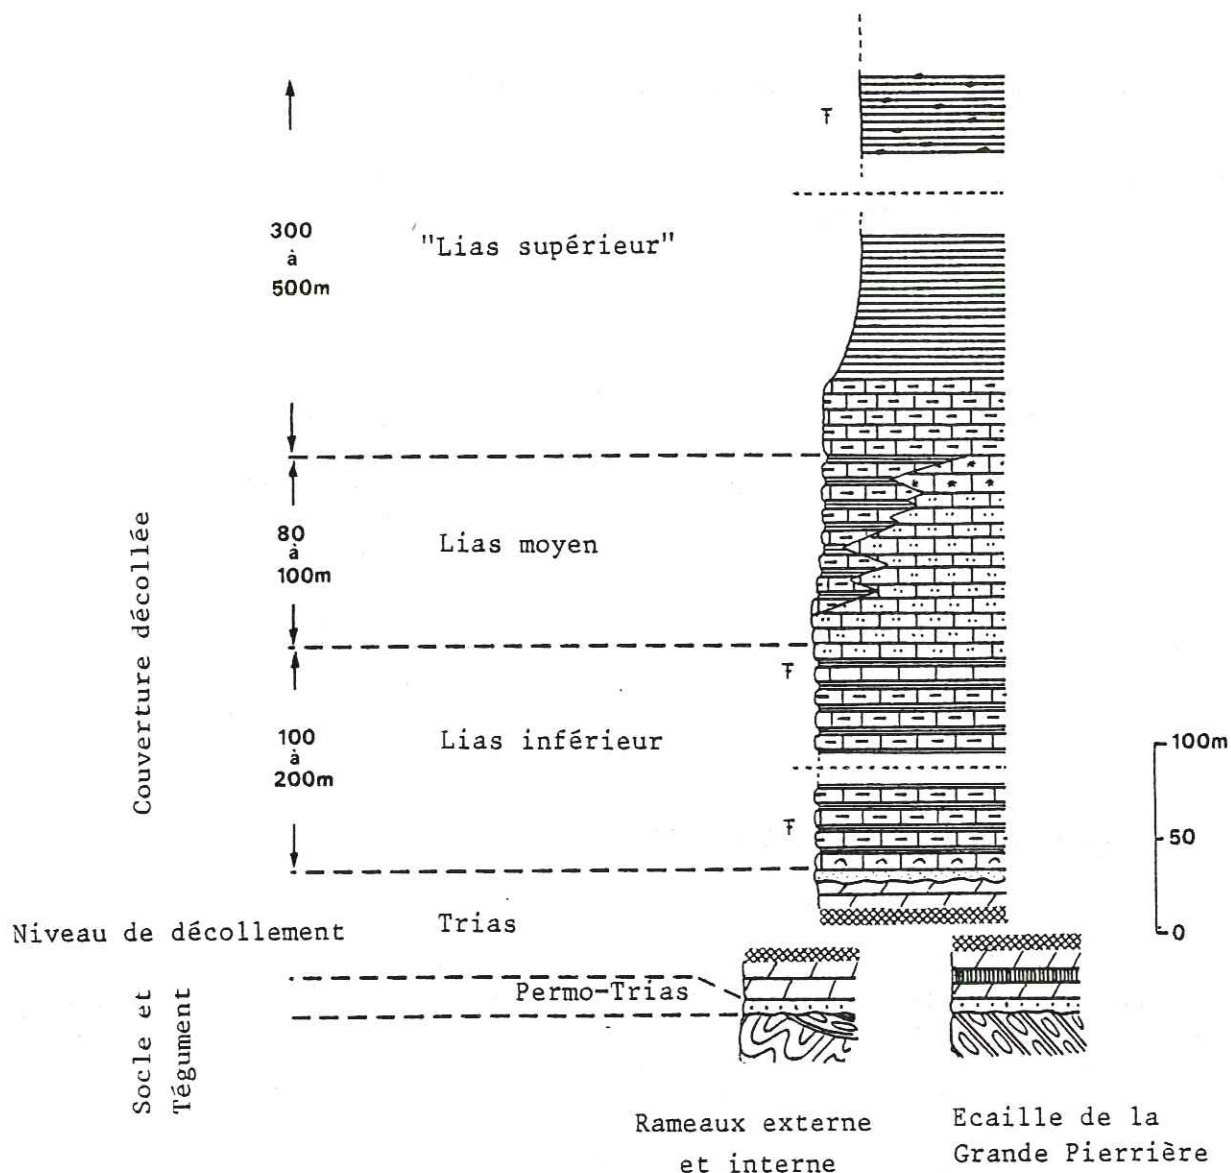 300
à
500m
"Lias supérieur"
Couverture décollée
80
à
100m
Lias moyen
100
à
200m
Lias inférieur
100m
50
0
Niveau de décollement
Trias
Permo-Trias
Socle et
Tégument
Rameaux externe
et interne
Ecaille de la
Grande Pierrière